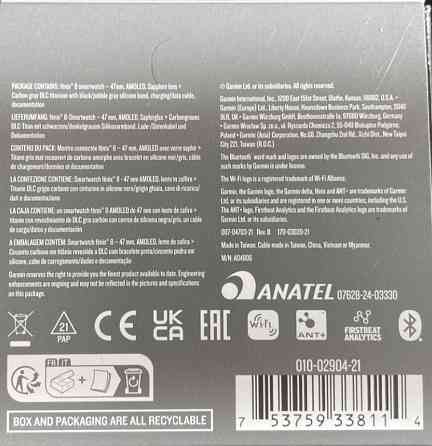 PACKAGE CONTAINS: fēnix® 8 Smartwatch – 47mm, AMOLED, Sapphire lens >
Carbon gray DLC titanium with black/pebble gray silicone band, charging/data cable,
documentation
LIEFERUMFANG: fēnix® 8 Smartwatch – 47mm, AMOLED, Saphirglas > Carbongraues
DLC Titan mit schwarzem/dunkelgrauem Silikonarmband, Lade-/Datenkabel und
Dokumentation
CONTENU DU PACK: Montre connectée fēnix® 8 – 47 mm, AMOLED avec verre saphir >
Titane gris
de chargement/données et documentation
LA CONFEZIONE CONTIENE: Smartwatch fēnix® 8 – 47 mm, AMOLED, lente in zaffiro >
Titanio DLC grigio carbone con cinturino in silicone nero/grigio ghiaia, cavo di ricarica/
dati e documentazione
LA CAJA CONTIENE: Smartwatch fēnix® 8 AMOLED de 47 mm con lente de zafiro >
titanio con revestimiento de DLC gris carbón con correa de silicona negra/gris, un cable
de carga/datos y documentación
A EMBALAGEM CONTÉM: Smartwatch fēnix® 8 – 47 mm, AMOLED, lente de safira >
Cinzento carbono em titânio revestido a DLC com bracelete preta/cinzento pedra em
silicone, cabo de carregamento/dados e documentação
Garmin reserves the right to provide you the finest product available to date. Engineering
enhancements are ongoing and may not be reflected in the pictures and specifications
on this package.
© Garmin Ltd. or its subsidiaries. All rights reserved.
Garmin International, Inc., 1200 East 151st Street, Olathe, Kansas, 66062, U.S.A. •
Garmin (Europe) Ltd., Liberty House, Hounsdown Business Park, Southampton, SO40
9LR, UK • Garmin Würzburg GmbH, Beethovenstraße 1a, 97080 Würzburg, Germany
• Garmin Wrocław Sp. z o.o., ul. Ryszarda Chomicza 2, 55-040 Biskupice Podgórne,
Poland • Garmin (Asia) Corporation, No.68, Zhangshu 2nd Rd., Xizhi Dist., New Taipei
City 221, Taiwan (R.O.C.)
The Bluetooth® word mark and logos are owned by the Bluetooth SIG, Inc. and any use of
such marks by Garmin is under license.
The Wi-Fi logo is a registered trademark of Wi-Fi Alliance.
Garmin, the Garmin logo, the Garmin delta, fēnix and ANT+ are trademarks of Garmin
Ltd. or its subsidiaries and are registered in one or more countries, including the U.S.
The ANT+ logo, Firstbeat Analytics and the Firstbeat Analytics logo are trademarks of
Garmin Ltd. or its subsidiaries.
007-04703-21 Rev. B 179-03020-21
Made in Taiwan. Cable made in Taiwan, China, Vietnam or Myanmar.
M/N: A04906
ANATEL 07628-24-03330
21
PAP
CE
UK
CA
EAC
Wi Fi
ANT+
FIRSTBEAT
ANALYTICS
FR IT
010-02904-21
BOX AND PACKAGING ARE ALL RECYCLABLE
7 53759 33811 4